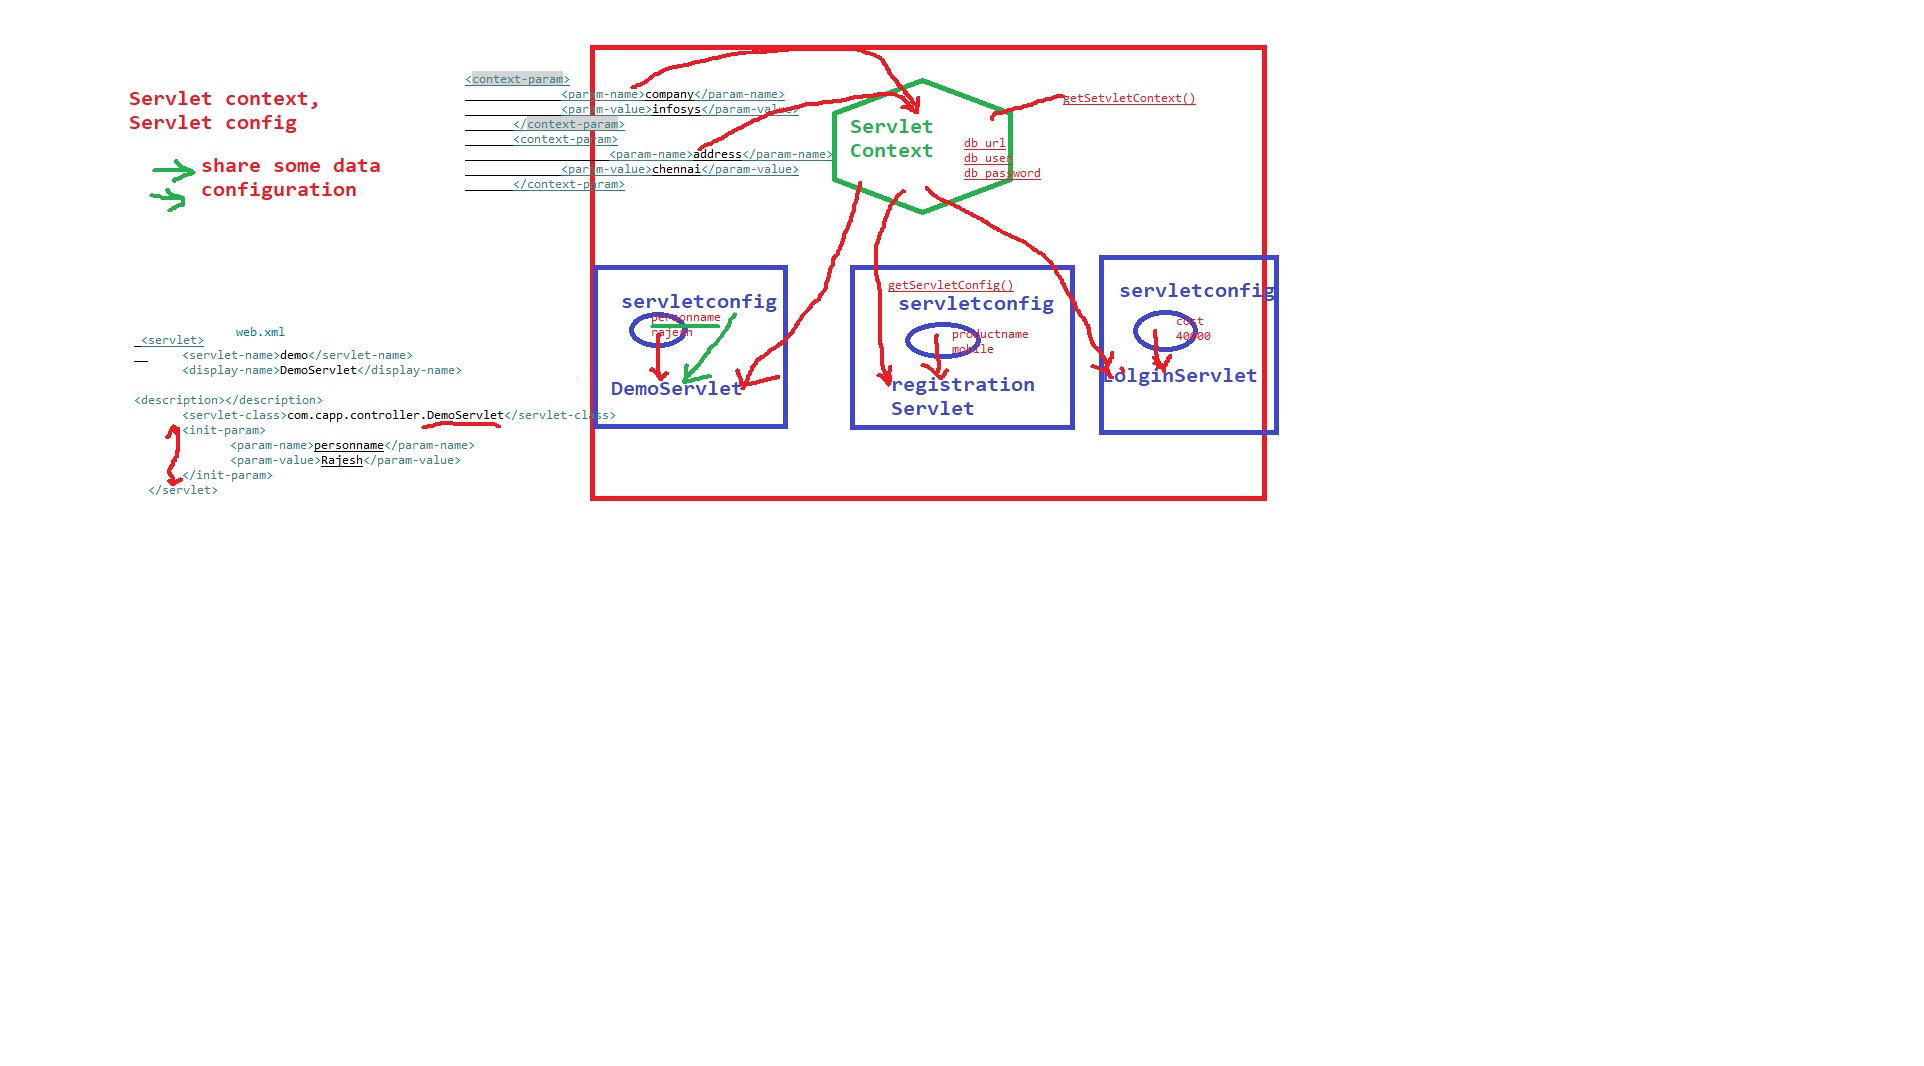 Servlet context,
Servlet config
share some data
configuration
<context-param>
<param-name>company</param-name>
<param-value>infosys</param-value>
</context-param>
<context-param>
<param-name>address</param-name>
<param-value>chennai</param-value>
</context-param>
getSetvletContext()
Servlet
Context
db url
db user
db password
servletconfig
personname
rajesh
DemoServlet
getServletConfig()
servletconfig
productname
mobile
registration
Servlet
servletconfig
cost
40000
LolginServlet
web.xml
<servlet>
<servlet-name>demo</servlet-name>
<display-name>DemoServlet</display-name>
<description></description>
<servlet-class>com.capp.controller.DemoServlet</servlet-class>
<init-param>
<param-name>personname</param-name>
<param-value>Rajesh</param-value>
</init-param>
</servlet>